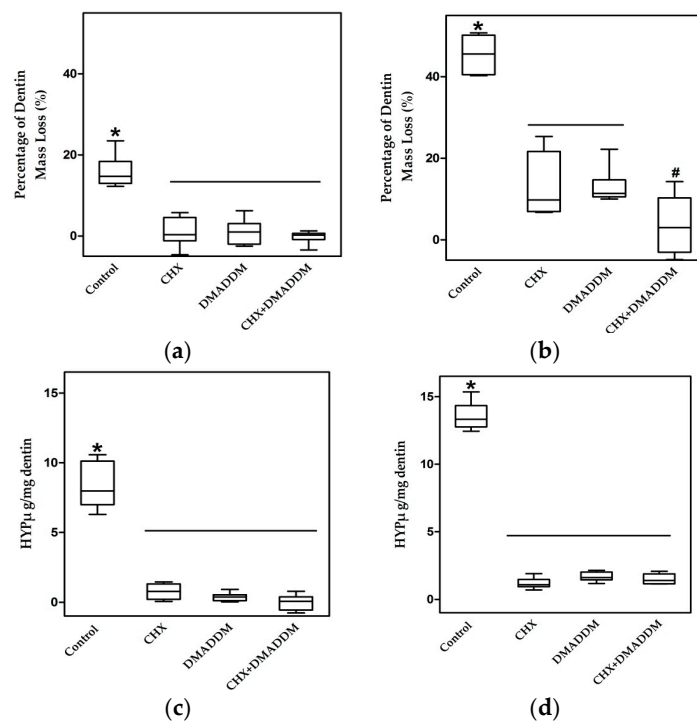 Percentage of Dentin
Mass Loss (%)
40
20
0
*
Control
CHX
DMADDM
CHX+DMADDM
(a)
Percentage of Dentin
Mass Loss (%)
40
20
0
*
#
Control
CHX
DMADDM
CHX+DMADDM
(b)
HYPμ g/mg dentin
15
10
5
0
*
Control
CHX
DMADDM
CHX+DMADDM
(c)
HYPμ g/mg dentin
15
10
5
0
*
Control
CHX
DMADDM
CHX+DMADDM
(d)